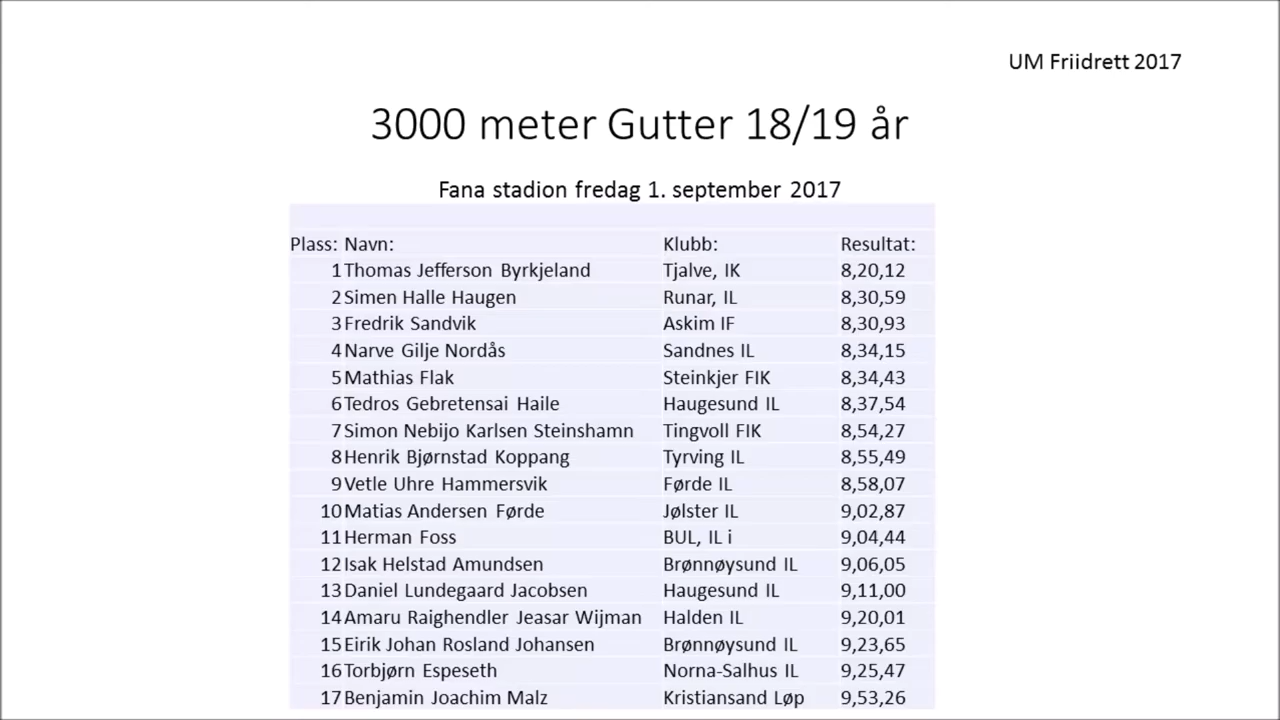 UM Friidrett 2017
3000 meter Gutter 18/19 år
Fana stadion fredag 1. september 2017
Plass: Navn: Klubb: Resultat:
1 Thomas Jefferson Byrkjeland Tjalve, IK 8,20,12
2 Simen Halle Haugen Runar, IL 8,30,59
3 Fredrik Sandvik Askim IF 8,30,93
4 Narve Gilje Nordås Sandnes IL 8,34,15
5 Mathias Flak Steinkjer FIK 8,34,43
6 Tedros Gebretensai Haile Haugesund IL 8,37,54
7 Simon Nebijo Karlsen Steinshamn Tingvoll FIK 8,54,27
8 Henrik Bjørnstad Koppang Tyrving IL 8,55,49
9 Vetle Uhre Hammersvik Førde IL 8,58,07
10 Matias Andersen Førde Jølster IL 9,02,87
11 Herman Foss BUL, IL i 9,04,44
12 Isak Helstad Amundsen Brønnøysund IL 9,06,05
13 Daniel Lundegaard Jacobsen Haugesund IL 9,11,00
14 Amaru Raighendler Jeasar Wijman Halden IL 9,20,01
15 Eirik Johan Rosland Johansen Brønnøysund IL 9,23,65
16 Torbjørn Espeseth Norna-Salhus IL 9,25,47
17 Benjamin Joachim Malz Kristiansand Løp 9,53,26